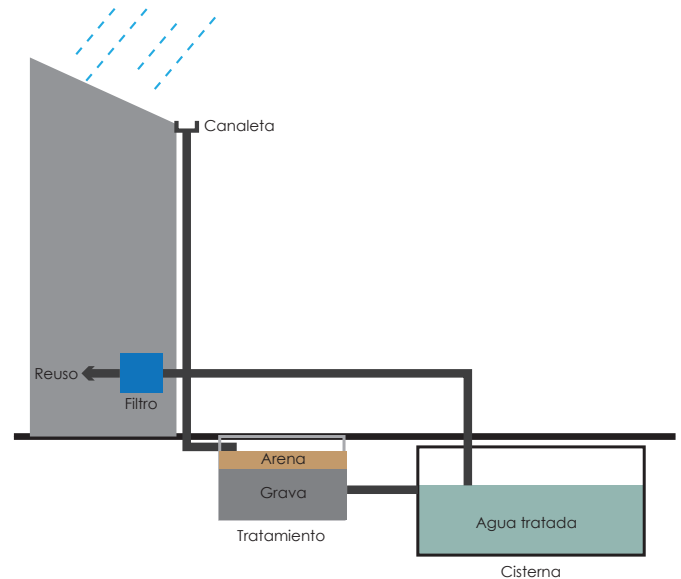 Canaleta
Reuso
Filtro
Arena
Grava
Tratamiento
Agua tratada
Cisterna